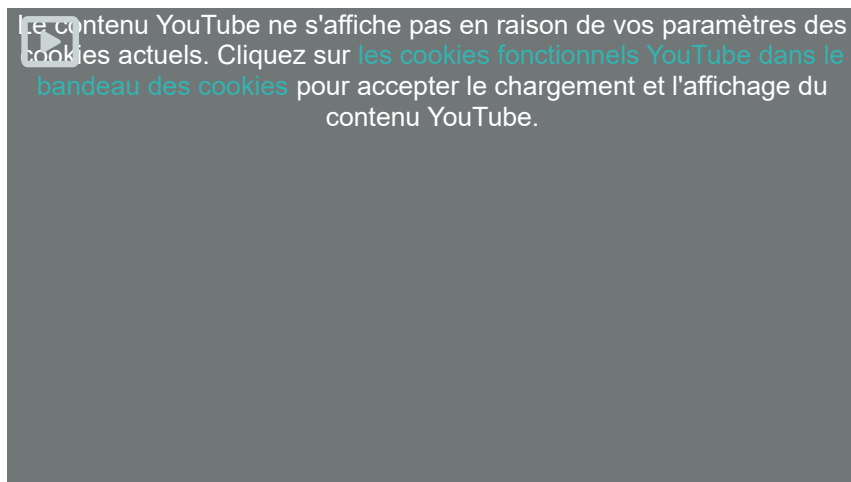 Le contenu YouTube ne s'affiche pas en raison de vos paramètres des
cookies actuels. Cliquez sur les cookies fonctionnels YouTube dans le
bandeau des cookies pour accepter le chargement et l'affichage du
contenu YouTube.